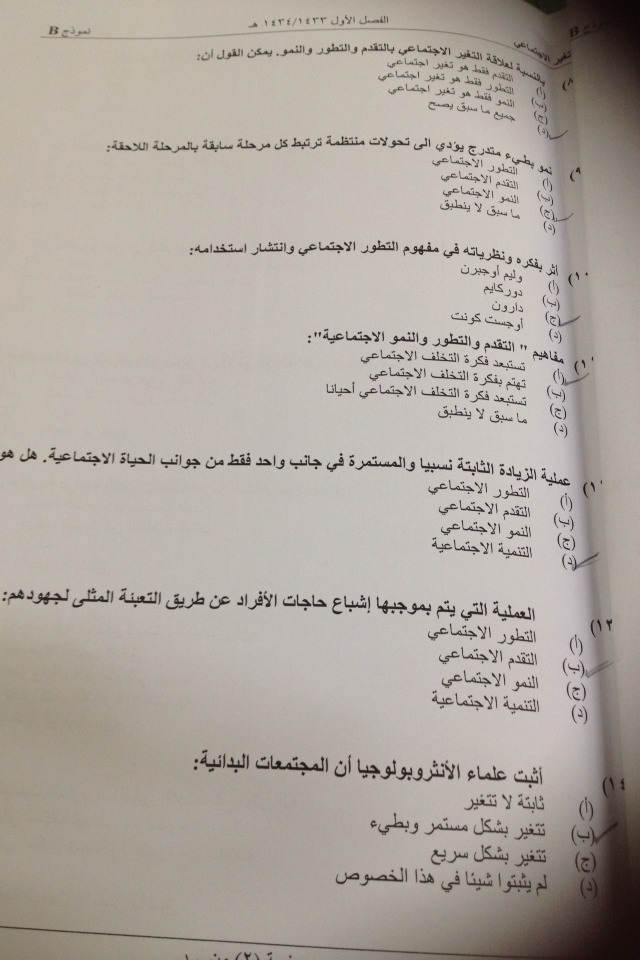 نموذج B
الفصل الأول ١٤٣٤/١٤٣٣ هـ
نموذج B
تغير الاجتماعي
٨) بالنسبة لعلاقة التغير الاجتماعي بالتقدم والتطور والنمو. يمكن القول أن:
أ) التقدم فقط هو تغير اجتماعي
ب) التطور فقط هو تغير اجتماعي
ج) النمو فقط هو تغير اجتماعي
د) جميع ما سبق يصح
٩) نمو بطيء متدرج يؤدي الى تحولات منتظمة ترتبط كل مرحلة سابقة بالمرحلة اللاحقة:
أ) التطور الاجتماعي
ب) التقدم الاجتماعي
ج) النمو الاجتماعي
د) ما سبق لا ينطبق
١٠) أثر بفكره ونظرياته في مفهوم التطور الاجتماعي وانتشار استخدامه:
أ) وليم أوجبرن
ب) دوركايم
ج) دارون
د) أوجست كونت
مفاهيم " التقدم والتطور والنمو الاجتماعية":
أ) تستبعد فكرة التخلف الاجتماعي
ب) تهتم بفكرة التخلف الاجتماعي
ج) تستبعد فكرة التخلف الاجتماعي أحيانا
د) ما سبق لا ينطبق
عملية الزيادة الثابتة نسبيا والمستمرة في جانب واحد فقط من جوانب الحياة الاجتماعية. هل هو
أ) التطور الاجتماعي
ب) التقدم الاجتماعي
ج) النمو الاجتماعي
د) التنمية الاجتماعية
العملية التي يتم بموجبها إشباع حاجات الأفراد عن طريق التعبئة المثلى لجهودهم:
أ) التطور الاجتماعي
ب) التقدم الاجتماعي
ج) النمو الاجتماعي
د) التنمية الاجتماعية
١٤) أثبت علماء الأنثروبولوجيا أن المجتمعات البدائية:
أ) ثابتة لا تتغير
ب) تتغير بشكل مستمر وبطيء
ج) تتغير بشكل سريع
د) لم يثبتوا شيئا في هذا الخصوص